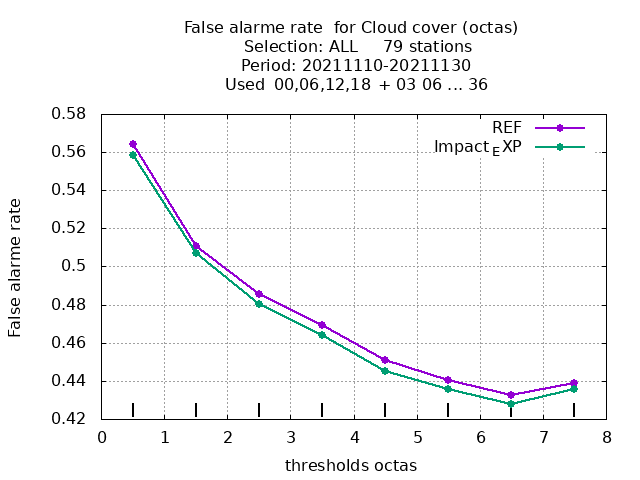 False alarme rate  for Cloud cover (octas)
Selection: ALL     79 stations
Period: 20211110-20211130
Used  00,06,12,18  + 03 06 ... 36
REF
Impact_EXP
0.58
0.56
0.54
0.52
0.5
0.48
0.46
0.44
0.42
False alarme rate
0 1 2 3 4 5 6 7 8
thresholds octas